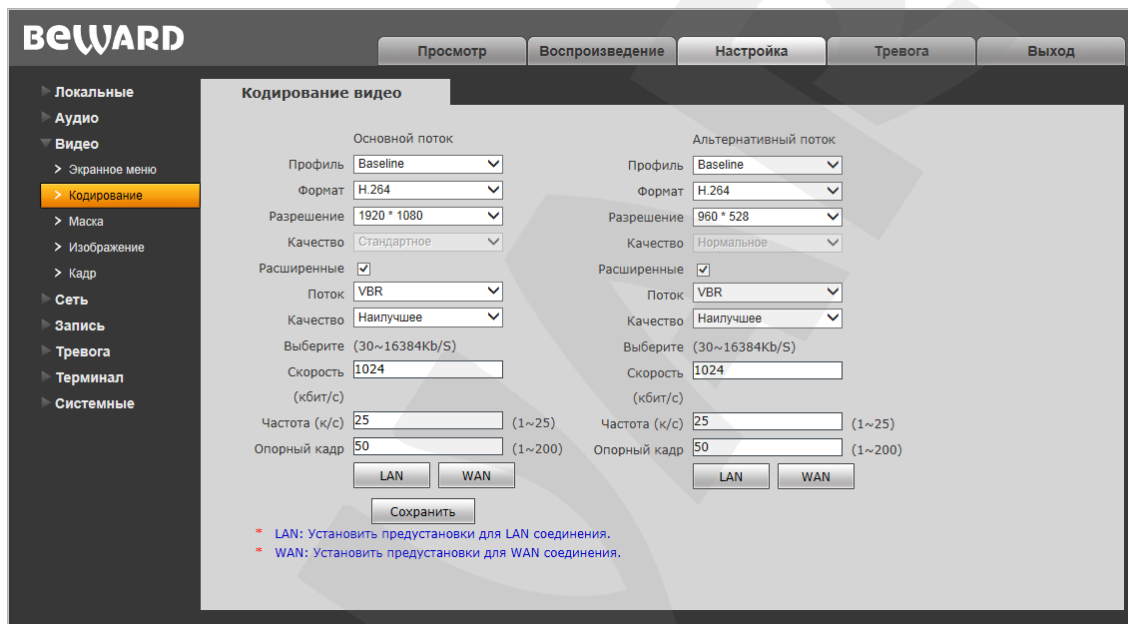 BEWARD
Просмотр Воспроизведение Настройка Тревога Выход
Локальные
Аудио
Видео
> Экранное меню
> Кодирование
> Маска
> Изображение
> Кадр
Сеть
Запись
Тревога
Терминал
Системные
Кодирование видео
Основной поток
Профиль Baseline
Формат H.264
Разрешение 1920 * 1080
Качество Стандартное
Расширенные
Поток VBR
Качество Наилучшее
Выберите (30~16384Kb/S)
Скорость 1024
(кбит/с)
Частота (к/с) 25 (1~25)
Опорный кадр 50 (1~200)
LAN WAN
Сохранить
Альтернативный поток
Профиль Baseline
Формат H.264
Разрешение 960 * 528
Качество Нормальное
Расширенные
Поток VBR
Качество Наилучшее
Выберите (30~16384Kb/S)
Скорость 1024
(кбит/с)
Частота (к/с) 25 (1~25)
Опорный кадр 50 (1~200)
LAN WAN
* LAN: Установить предустановки для LAN соединения.
* WAN: Установить предустановки для WAN соединения.